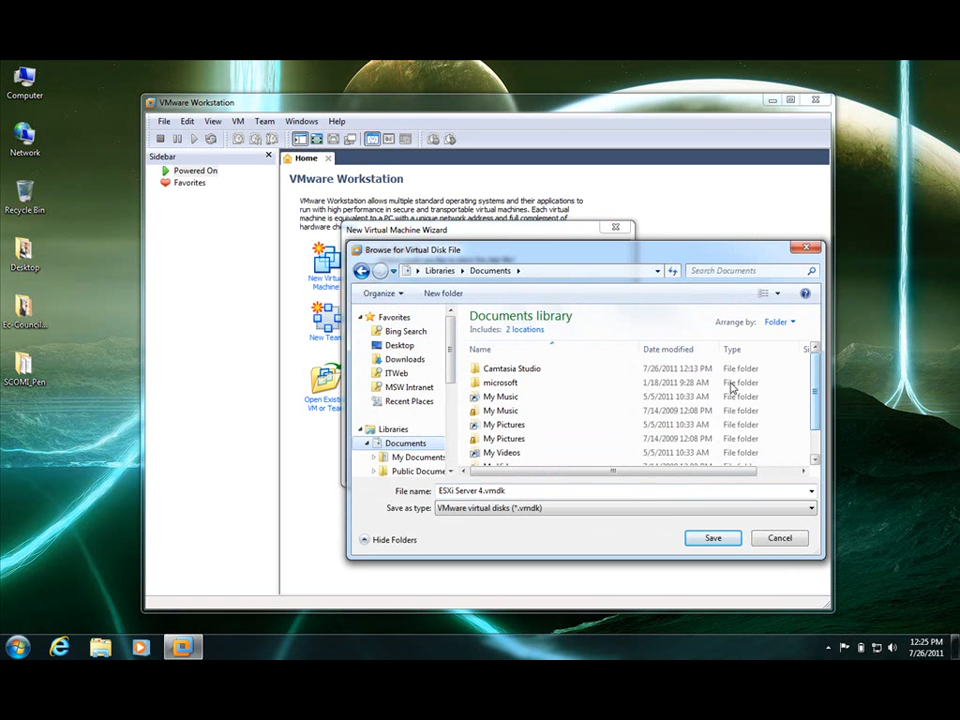 Computer
Network
Recycle Bin
Desktop
Ec-Council...
SCOMI_Pen
VMware Workstation
File Edit View VM Team Windows Help
Sidebar
Powered On
Favorites
Home
VMware Workstation
VMware Workstation allows multiple standard operating systems and their applications to
run with high performance in secure and transportable virtual machines. Each virtual
machine is equivalent to a PC with a unique network address and full complement of
hardware
New Virtual
Machine
New Team
Open Existing
VM or Team
New Virtual Machine Wizard
Browse for Virtual Disk File
Libraries Documents
Search Documents
Organize New folder
Favorites
Bing Search
Desktop
Downloads
ITWeb
MSW Intranet
Recent Places
Libraries
Documents
My Documents
Public Docume
Documents library
Includes: 2 locations
Arrange by: Folder
Name Date modified Type Si
Camtasia Studio 7/26/2011 12:13 PM File folder
microsoft 1/18/2011 9:28 AM File folder
My Music 5/5/2011 10:33 AM File folder
My Music 7/14/2009 12:08 PM File folder
My Pictures 5/5/2011 10:33 AM File folder
My Pictures 7/14/2009 12:08 PM File folder
My Videos 5/5/2011 10:33 AM File folder
File name: ESXi Server 4.vmdk
Save as type: VMware virtual disks (*.vmdk)
Hide Folders Save Cancel
12:25 PM
7/26/2011